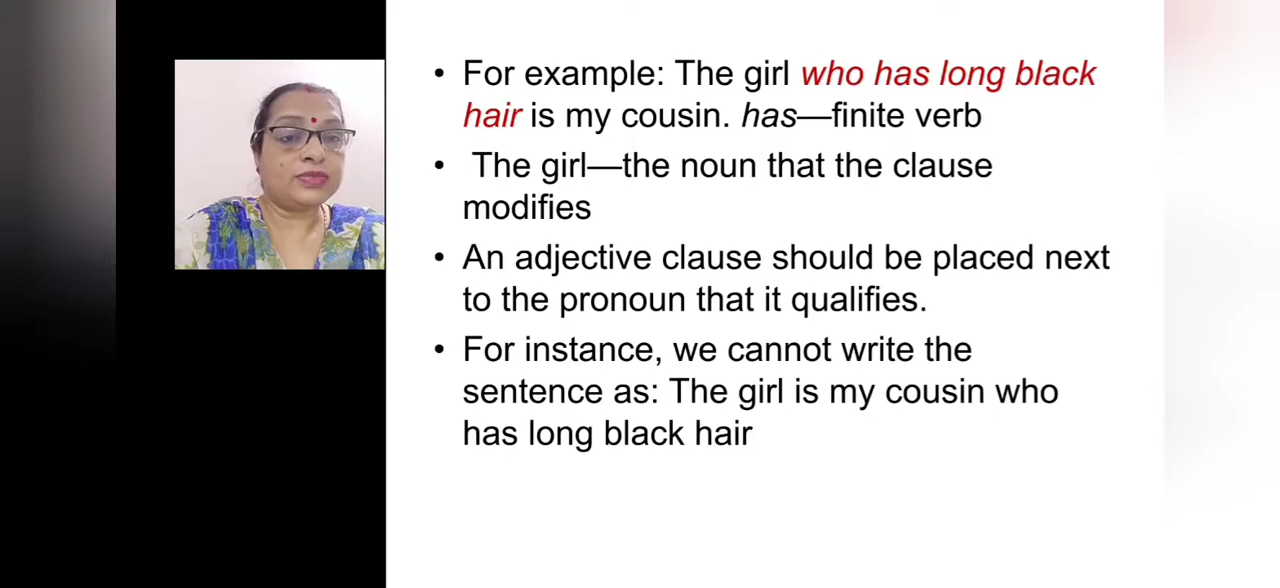 • For example: The girl who has long black
hair is my cousin. has—finite verb
• The girl—the noun that the clause
modifies
• An adjective clause should be placed next
to the pronoun that it qualifies.
• For instance, we cannot write the
sentence as: The girl is my cousin who
has long black hair